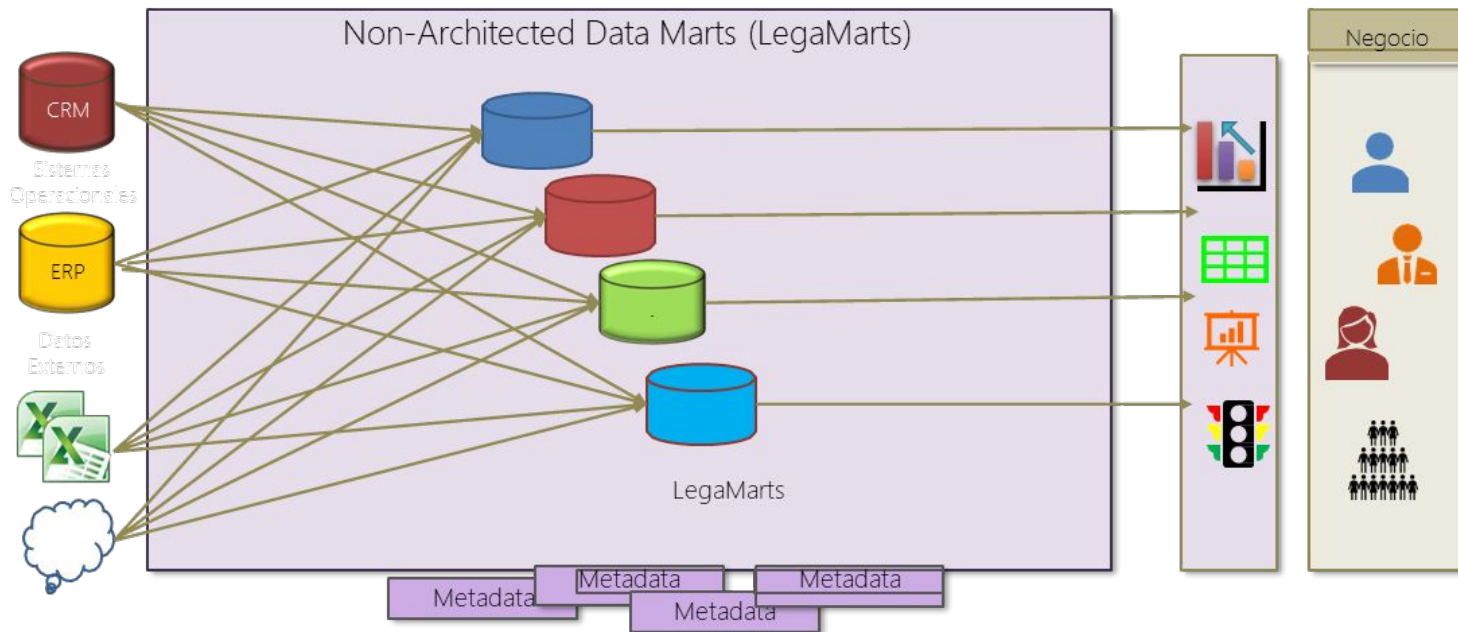 Non-Architected Data Marts (LegaMarts)
Negocio
CRM
Sistemas
Operacionales
ERP
Datos
Externos
LegaMarts
Metadata
Metadata
Metadata
Metadata